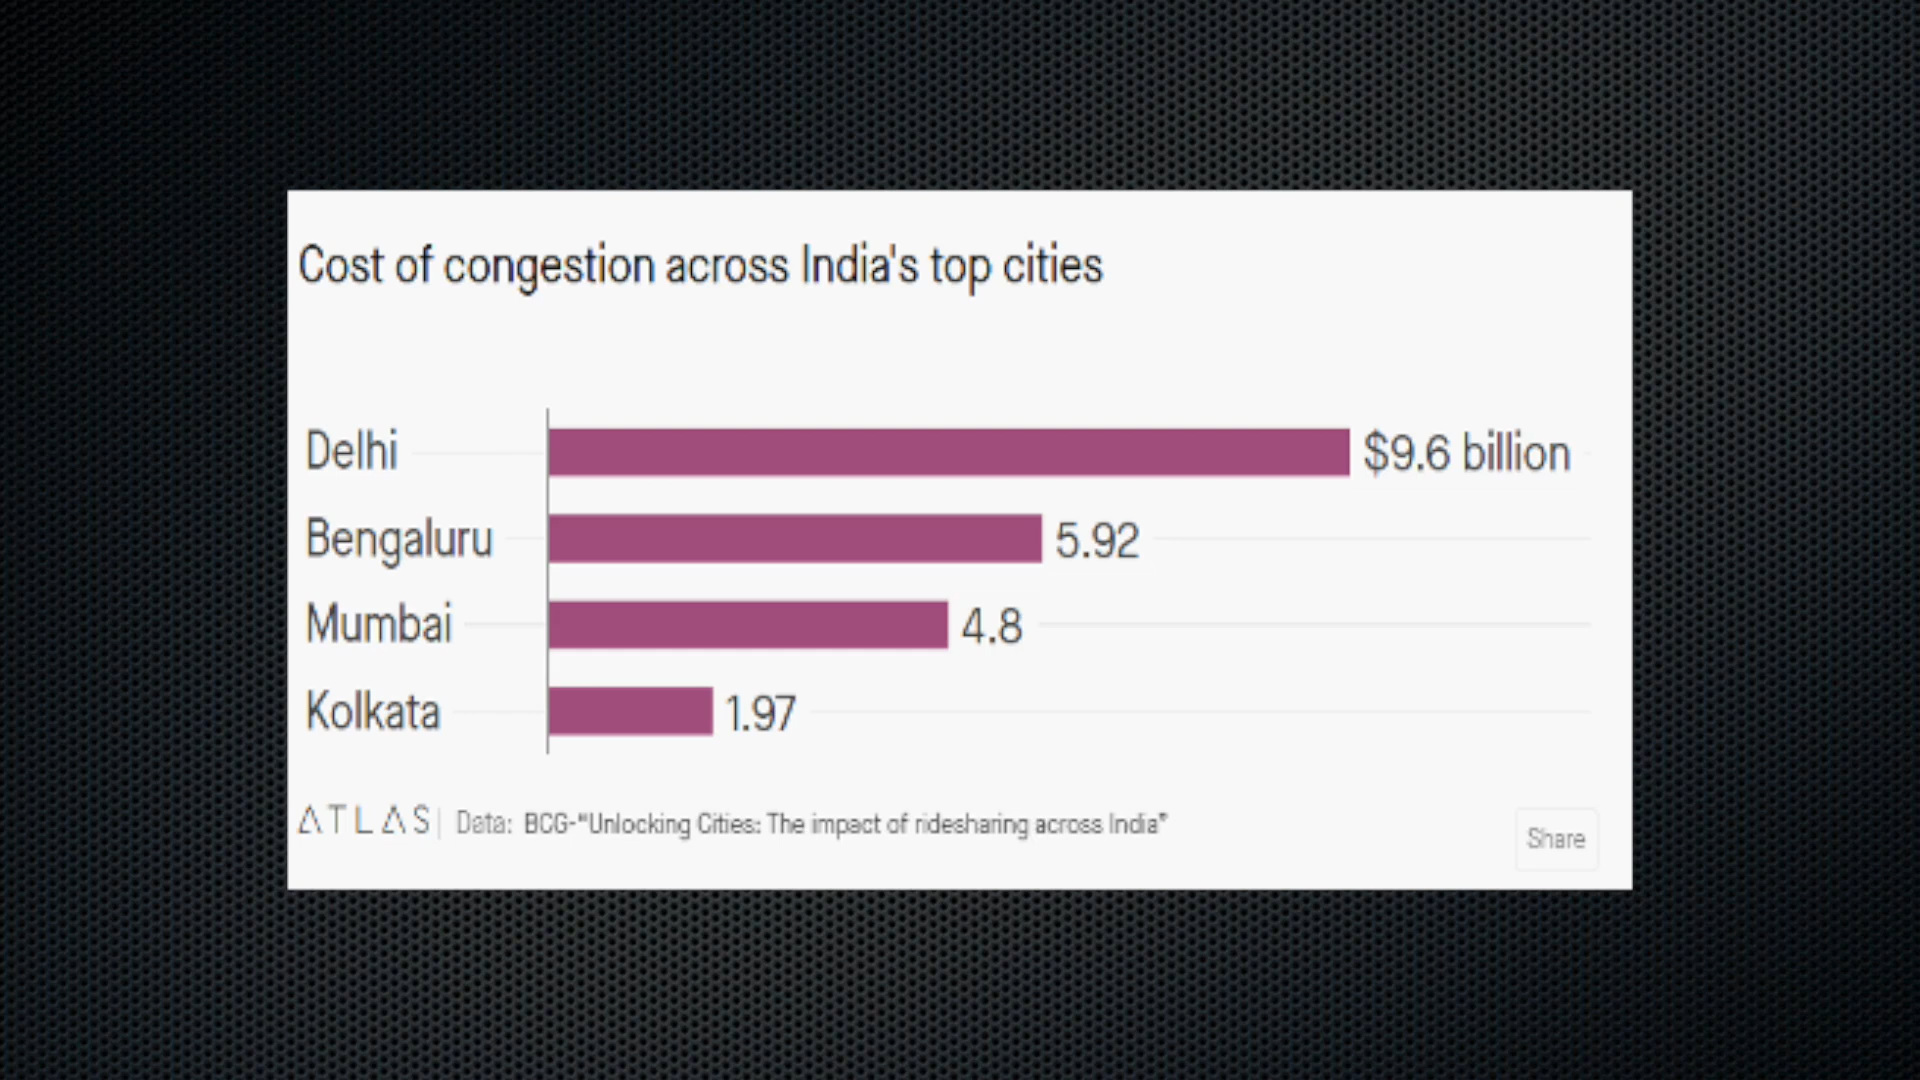 Cost of congestion across India's top cities
Delhi $9.6 billion
Bengaluru 5.92
Mumbai 4.8
Kolkata 1.97
ATLAS | Data: BCG-“Unlocking Cities: The impact of ridesharing across India”
Share